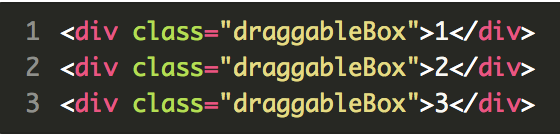 1 <div class="draggableBox">1</div>
2 <div class="draggableBox">2</div>
3 <div class="draggableBox">3</div>